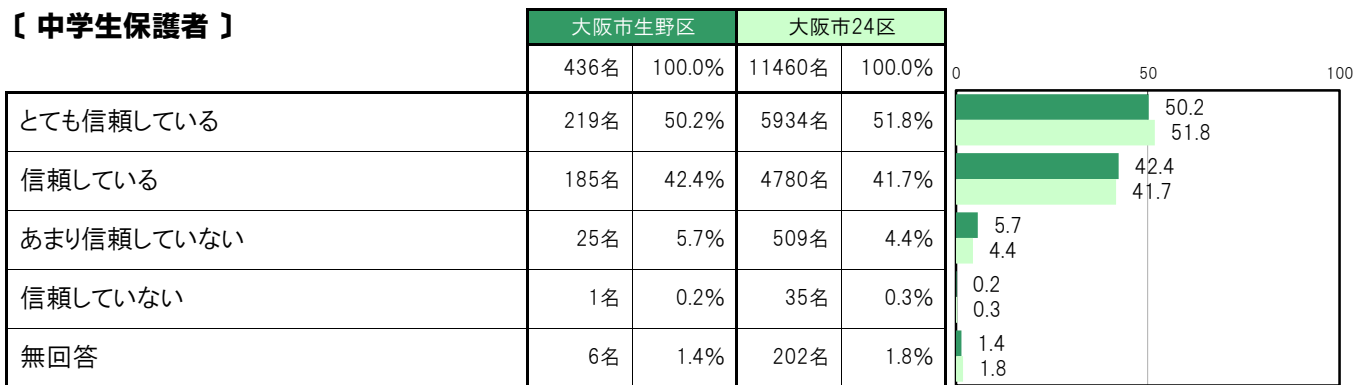 〔 中学生保護者 〕
大阪市生野区 大阪市24区
436名 100.0% 11460名 100.0%
0 50 100
とても信頼している 219名 50.2% 5934名 51.8%
50.2
51.8
信頼している 185名 42.4% 4780名 41.7%
42.4
41.7
あまり信頼していない 25名 5.7% 509名 4.4%
5.7
4.4
信頼していない 1名 0.2% 35名 0.3%
0.2
0.3
無回答 6名 1.4% 202名 1.8%
1.4
1.8